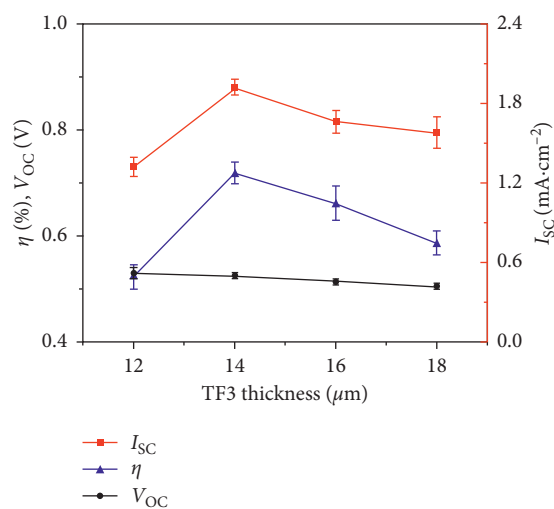 1.0
0.8
0.6
0.4
η (%), V_OC (V)
2.4
1.8
1.2
0.6
0.0
I_SC (mA·cm⁻²)
12 14 16 18
TF3 thickness (μm)
I_SC
η
V_OC